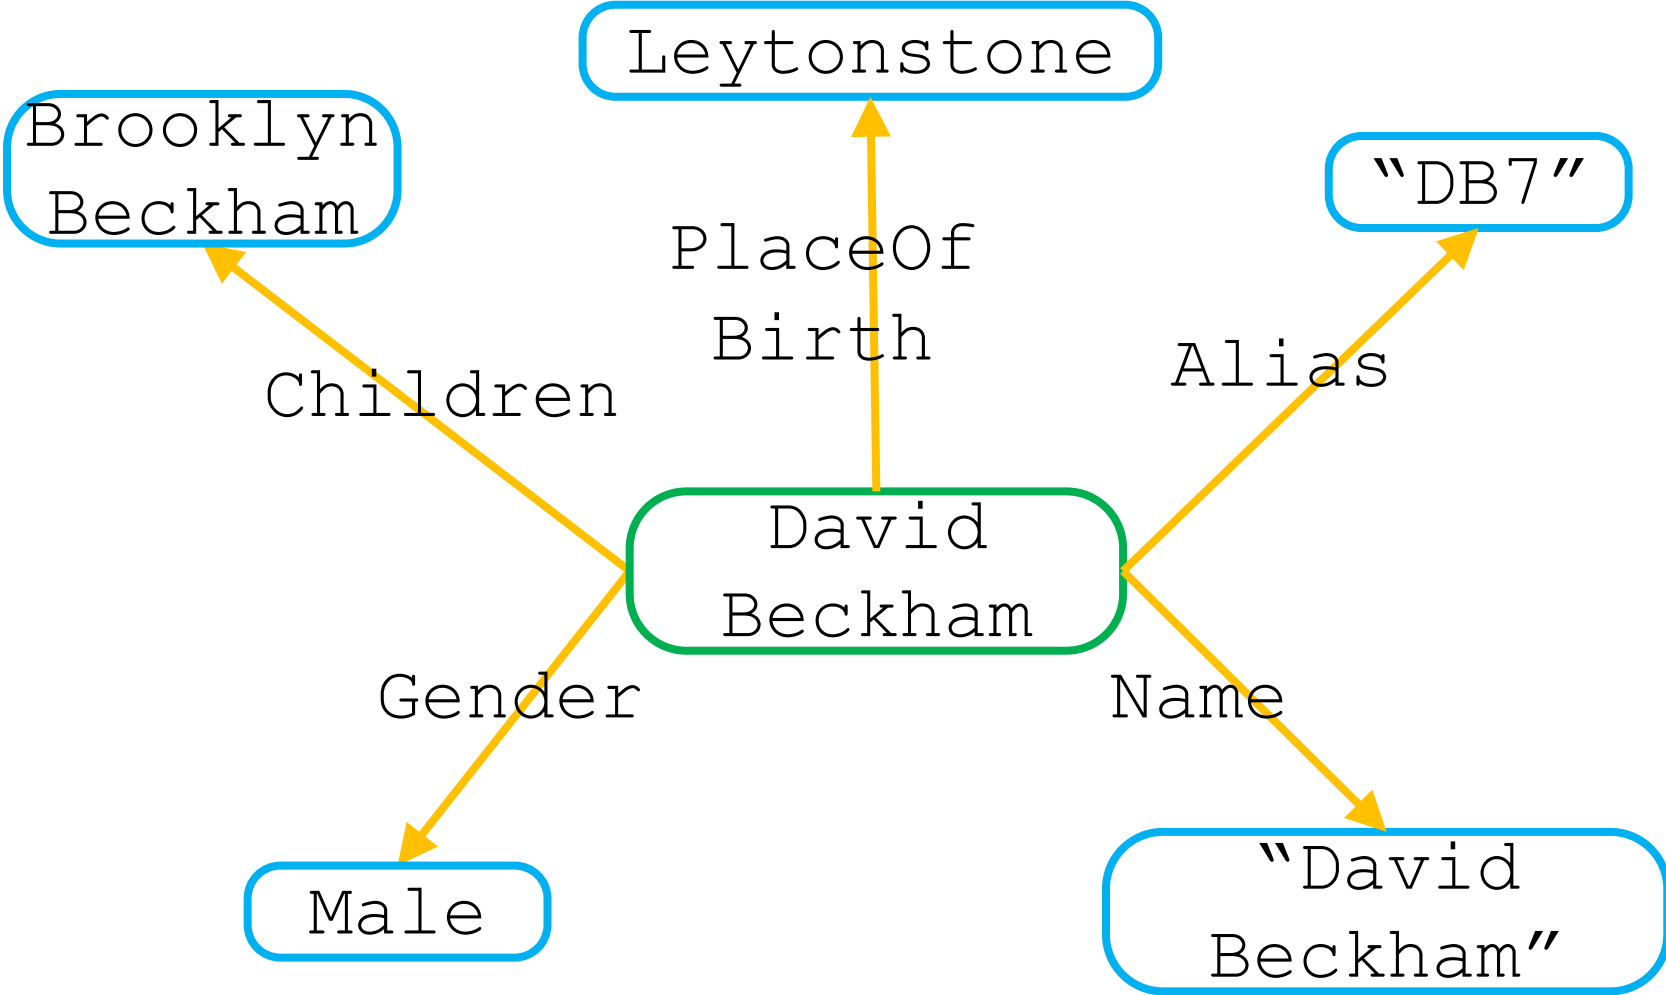 Leytonstone
Brooklyn
Beckham
“DB7”
PlaceOf
Birth
Alias
Children
David
Beckham
Gender
Name
Male
“David
Beckham”